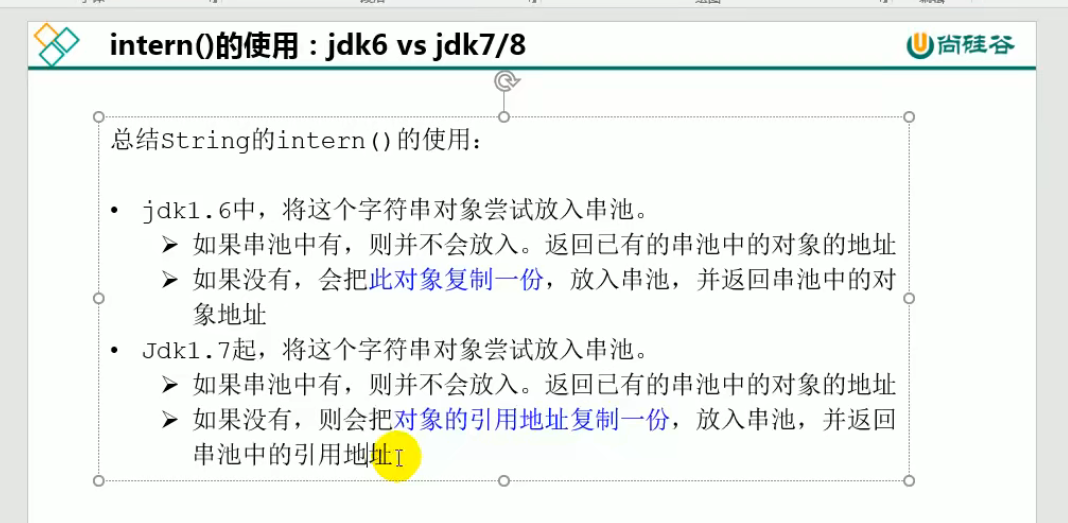 intern()的使用：jdk6 vs jdk7/8
尚硅谷
总结String的intern()的使用：
• jdk1.6中，将这个字符串对象尝试放入串池。
➢ 如果串池中有，则并不会放入。返回已有的串池中的对象的地址
➢ 如果没有，会把此对象复制一份，放入串池，并返回串池中的对
象地址
• Jdk1.7起，将这个字符串对象尝试放入串池。
➢ 如果串池中有，则并不会放入。返回已有的串池中的对象的地址
➢ 如果没有，则会把对象的引用地址复制一份，放入串池，并返回
串池中的引用地址